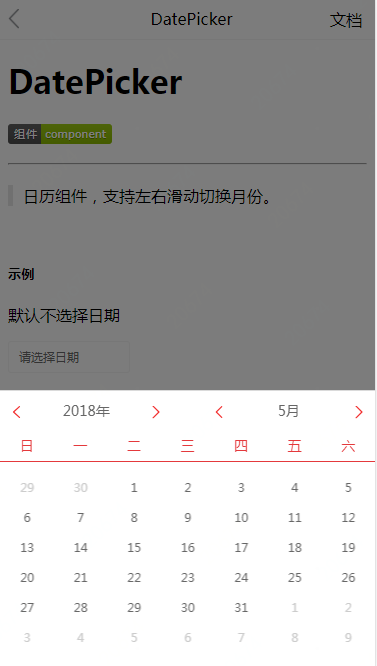 DatePicker 文档
DatePicker
组件 component
日历组件，支持左右滑动切换月份。
示例
默认不选择日期
请选择日期
2018年 5月
日 一 二 三 四 五 六
29 30 1 2 3 4 5
6 7 8 9 10 11 12
13 14 15 16 17 18 19
20 21 22 23 24 25 26
27 28 29 30 31 1 2
3 4 5 6 7 8 9